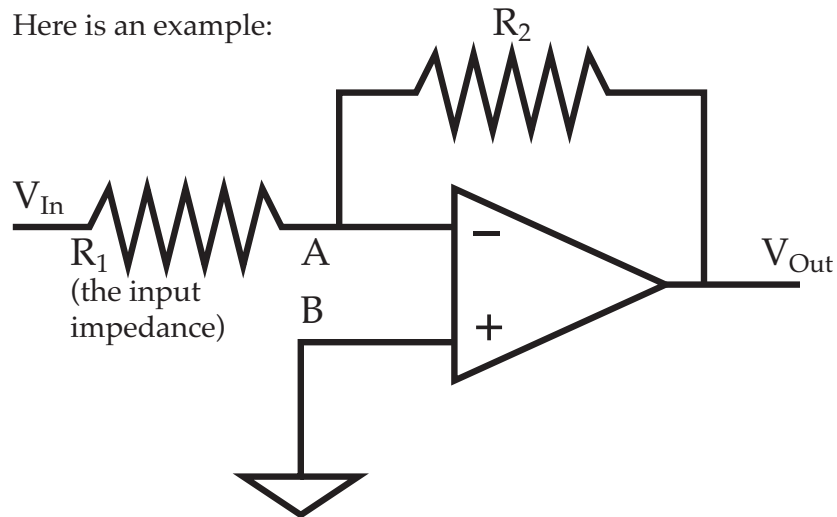 Here is an example:
R2
VIn
R1
(the input
impedance)
A
B
−
+
VOut